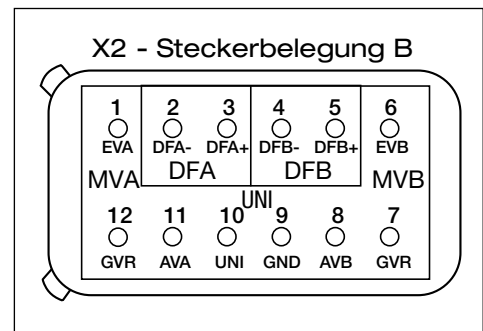 X2 - Steckerbelegung B
1 2 3 4 5 6
EVA DFA- DFA+ DFB- DFB+ EVB
MVA DFA DFB MVB
UNI
12 11 10 9 8 7
GVR AVA UNI GND AVB GVR